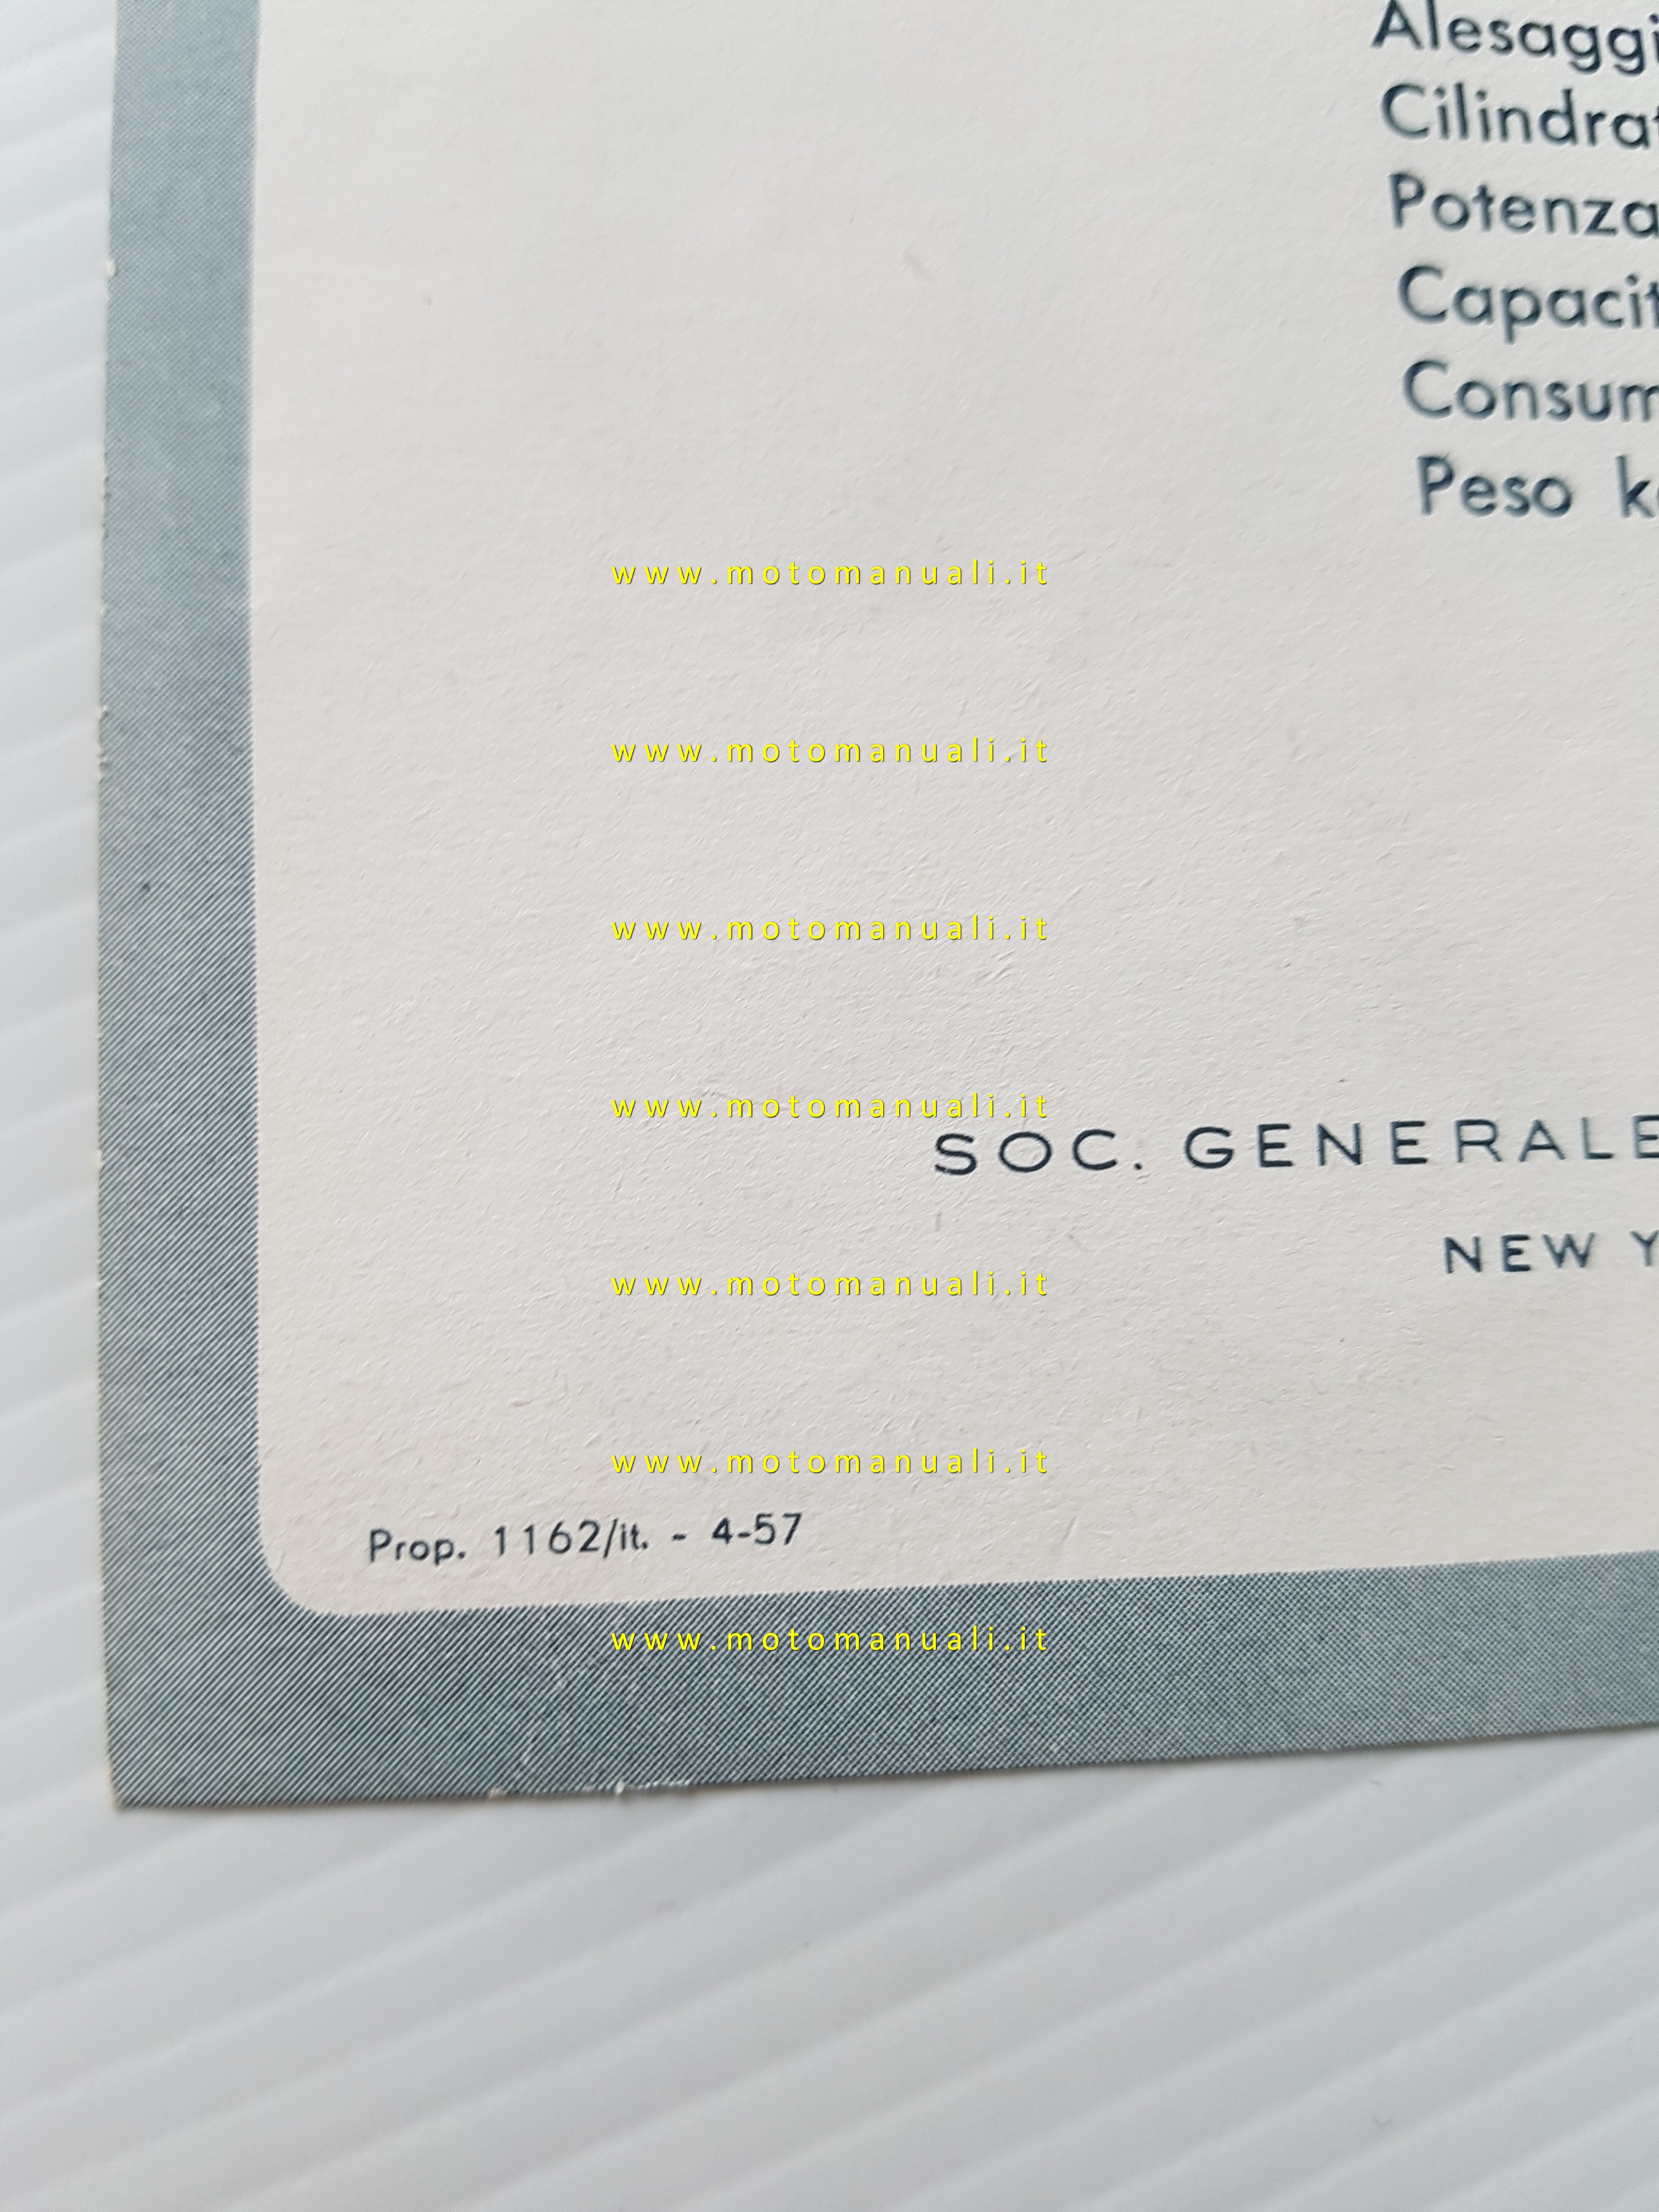 Alesaggi
Cilindrat
Potenza
Capacit
Consum
Peso k
www.motomanuali.it
www.motomanuali.it
www.motomanuali.it
www.motomanuali.it
SOC. GENERALE
NEW Y
www.motomanuali.it
www.motomanuali.it
Prop. 1162/it. - 4-57
www.motomanuali.it